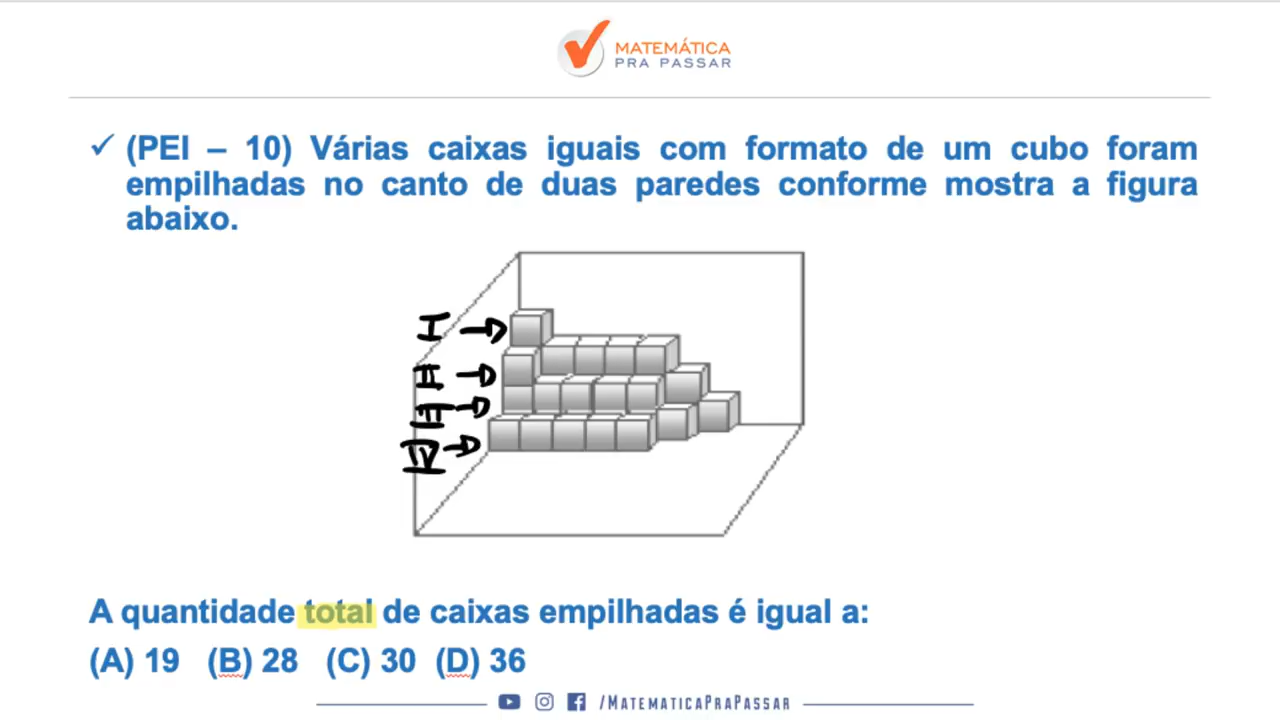 MATEMÁTICA
PRA PASSAR
✓ (PEI – 10) Várias caixas iguais com formato de um cubo foram
empilhadas no canto de duas paredes conforme mostra a figura
abaixo.
I
II
III
IV
A quantidade total de caixas empilhadas é igual a:
(A) 19 (B) 28 (C) 30 (D) 36
/MATEMATICAPRAPASSAR